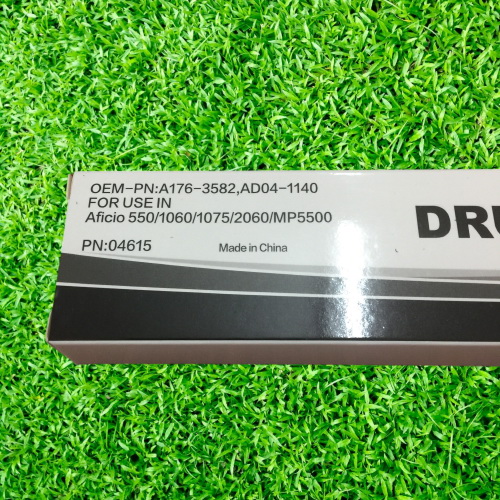 OEM-PN:A176-3582,AD04-1140
FOR USE IN
Aficio 550/1060/1075/2060/MP5500
DRU
PN:04615
Made in China